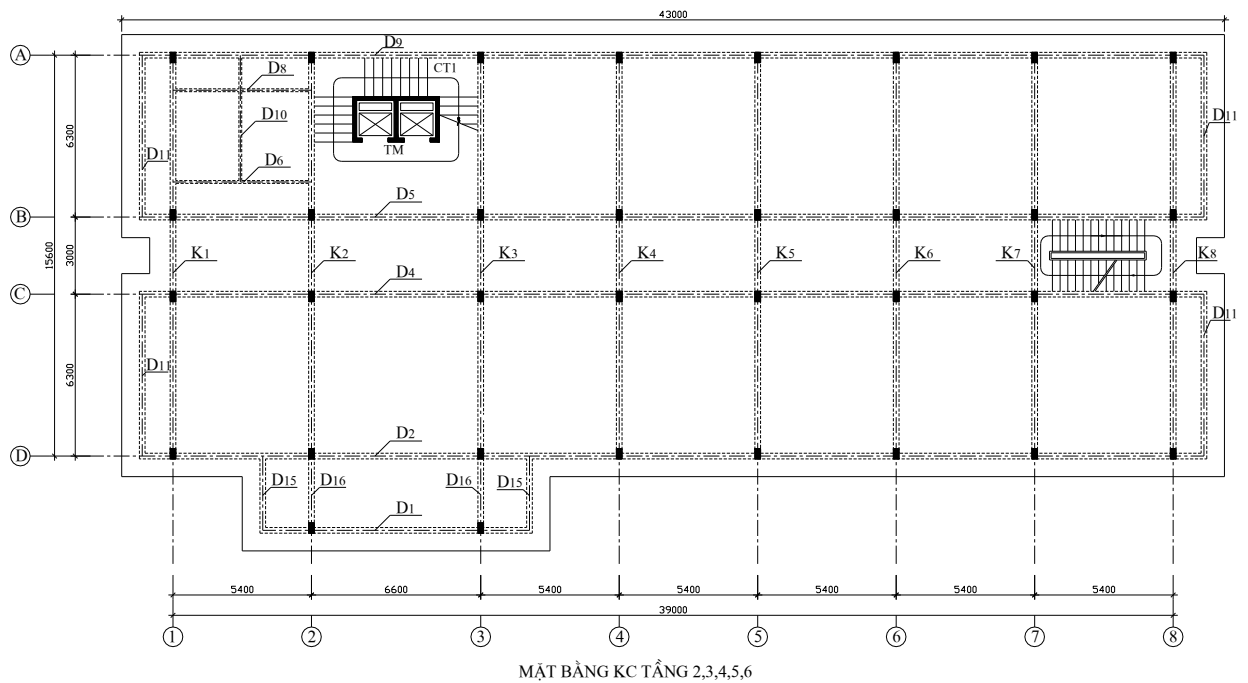 43000
A
D9
D8
CT1
D10
D11
6300
TM
D11
D6
D5
B
15600
3000
K1
K2
K3
K4
K5
K6
K7
K8
D4
C
D11
6300
D11
D2
D
D15
D16
D16
D15
D1
5400
6600
5400
5400
5400
5400
5400
39000
1
2
3
4
5
6
7
8
MẶT BẰNG KC TẦNG 2,3,4,5,6